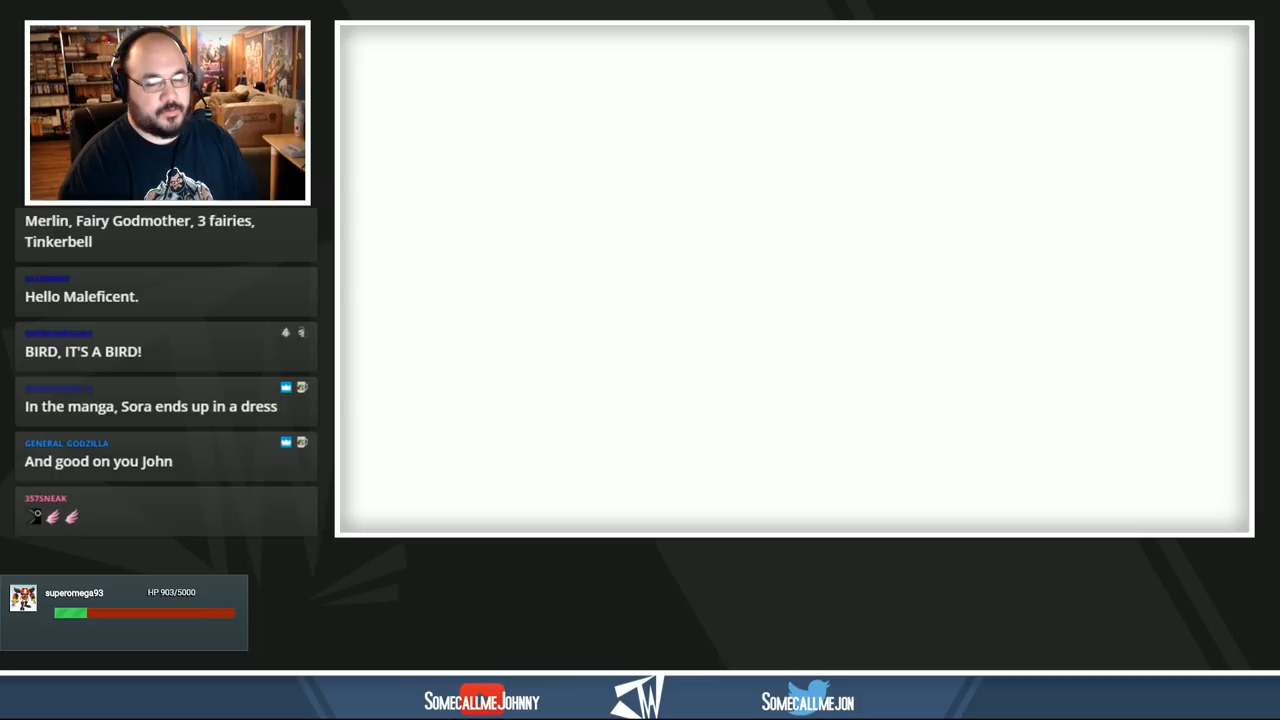 Merlin, Fairy Godmother, 3 fairies,
Tinkerbell
Hello Maleficent.
BIRD, IT'S A BIRD!
In the manga, Sora ends up in a dress
GENERAL GODZILLA
And good on you John
357SNEAK
superomega93 HP 903/5000
SOMECALLMEJOHNNY
SOMECALLMEJON